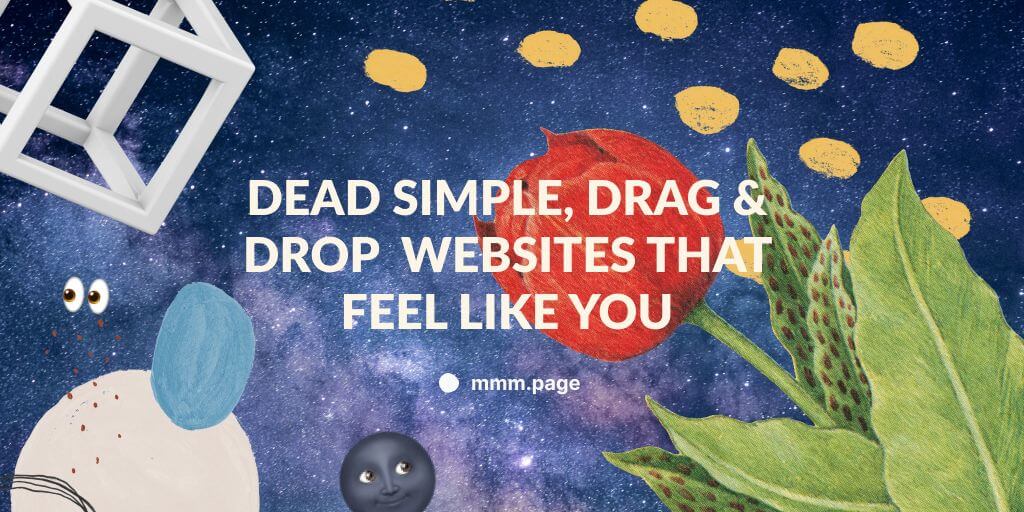 DEAD SIMPLE, DRAG &
DROP  WEBSITES THAT
FEEL LIKE YOU
mmm.page